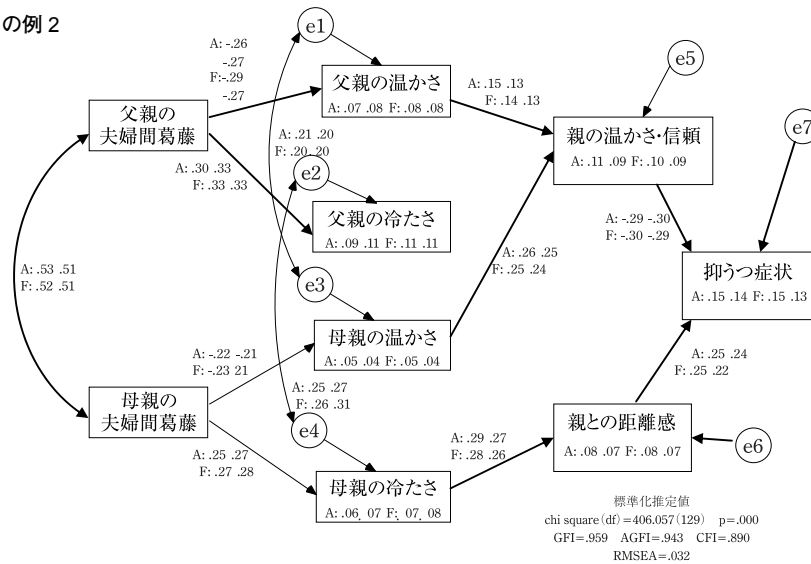 の例 2
e1
A: -.26
-.27
F:-.29
-.27
父親の温かさ
A: .07 .08 F: .08 .08
A: .15 .13
F: .14 .13
e5
e7
父親の
夫婦間葛藤
A: .21 .20
F: .20 .20
親の温かさ・信頼
A: .11 .09 F: .10 .09
A: .30 .33
F: .33 .33
e2
父親の冷たさ
A: .09 .11 F: .11 .11
A: -.29 -.30
F: -.30 -.29
A: .26 .25
F: .25 .24
A: .53 .51
F: .52 .51
e3
抑うつ症状
A: .15 .14 F: .15 .13
母親の温かさ
A: .05 .04 F: .05 .04
A: -.22 -.21
F: -.23 21
A: .25 .24
F: .25 .22
母親の
夫婦間葛藤
A: .25 .27
F: .26 .31
e4
親との距離感
A: .08 .07 F: .08 .07
e6
A: .25 .27
F: .27 .28
A: .29 .27
F: .28 .26
母親の冷たさ
A: .06. 07 F: .07. 08
標準化推定値
chi square(df)=406.057(129) p=.000
GFI=.959 AGFI=.943 CFI=.890
RMSEA=.032